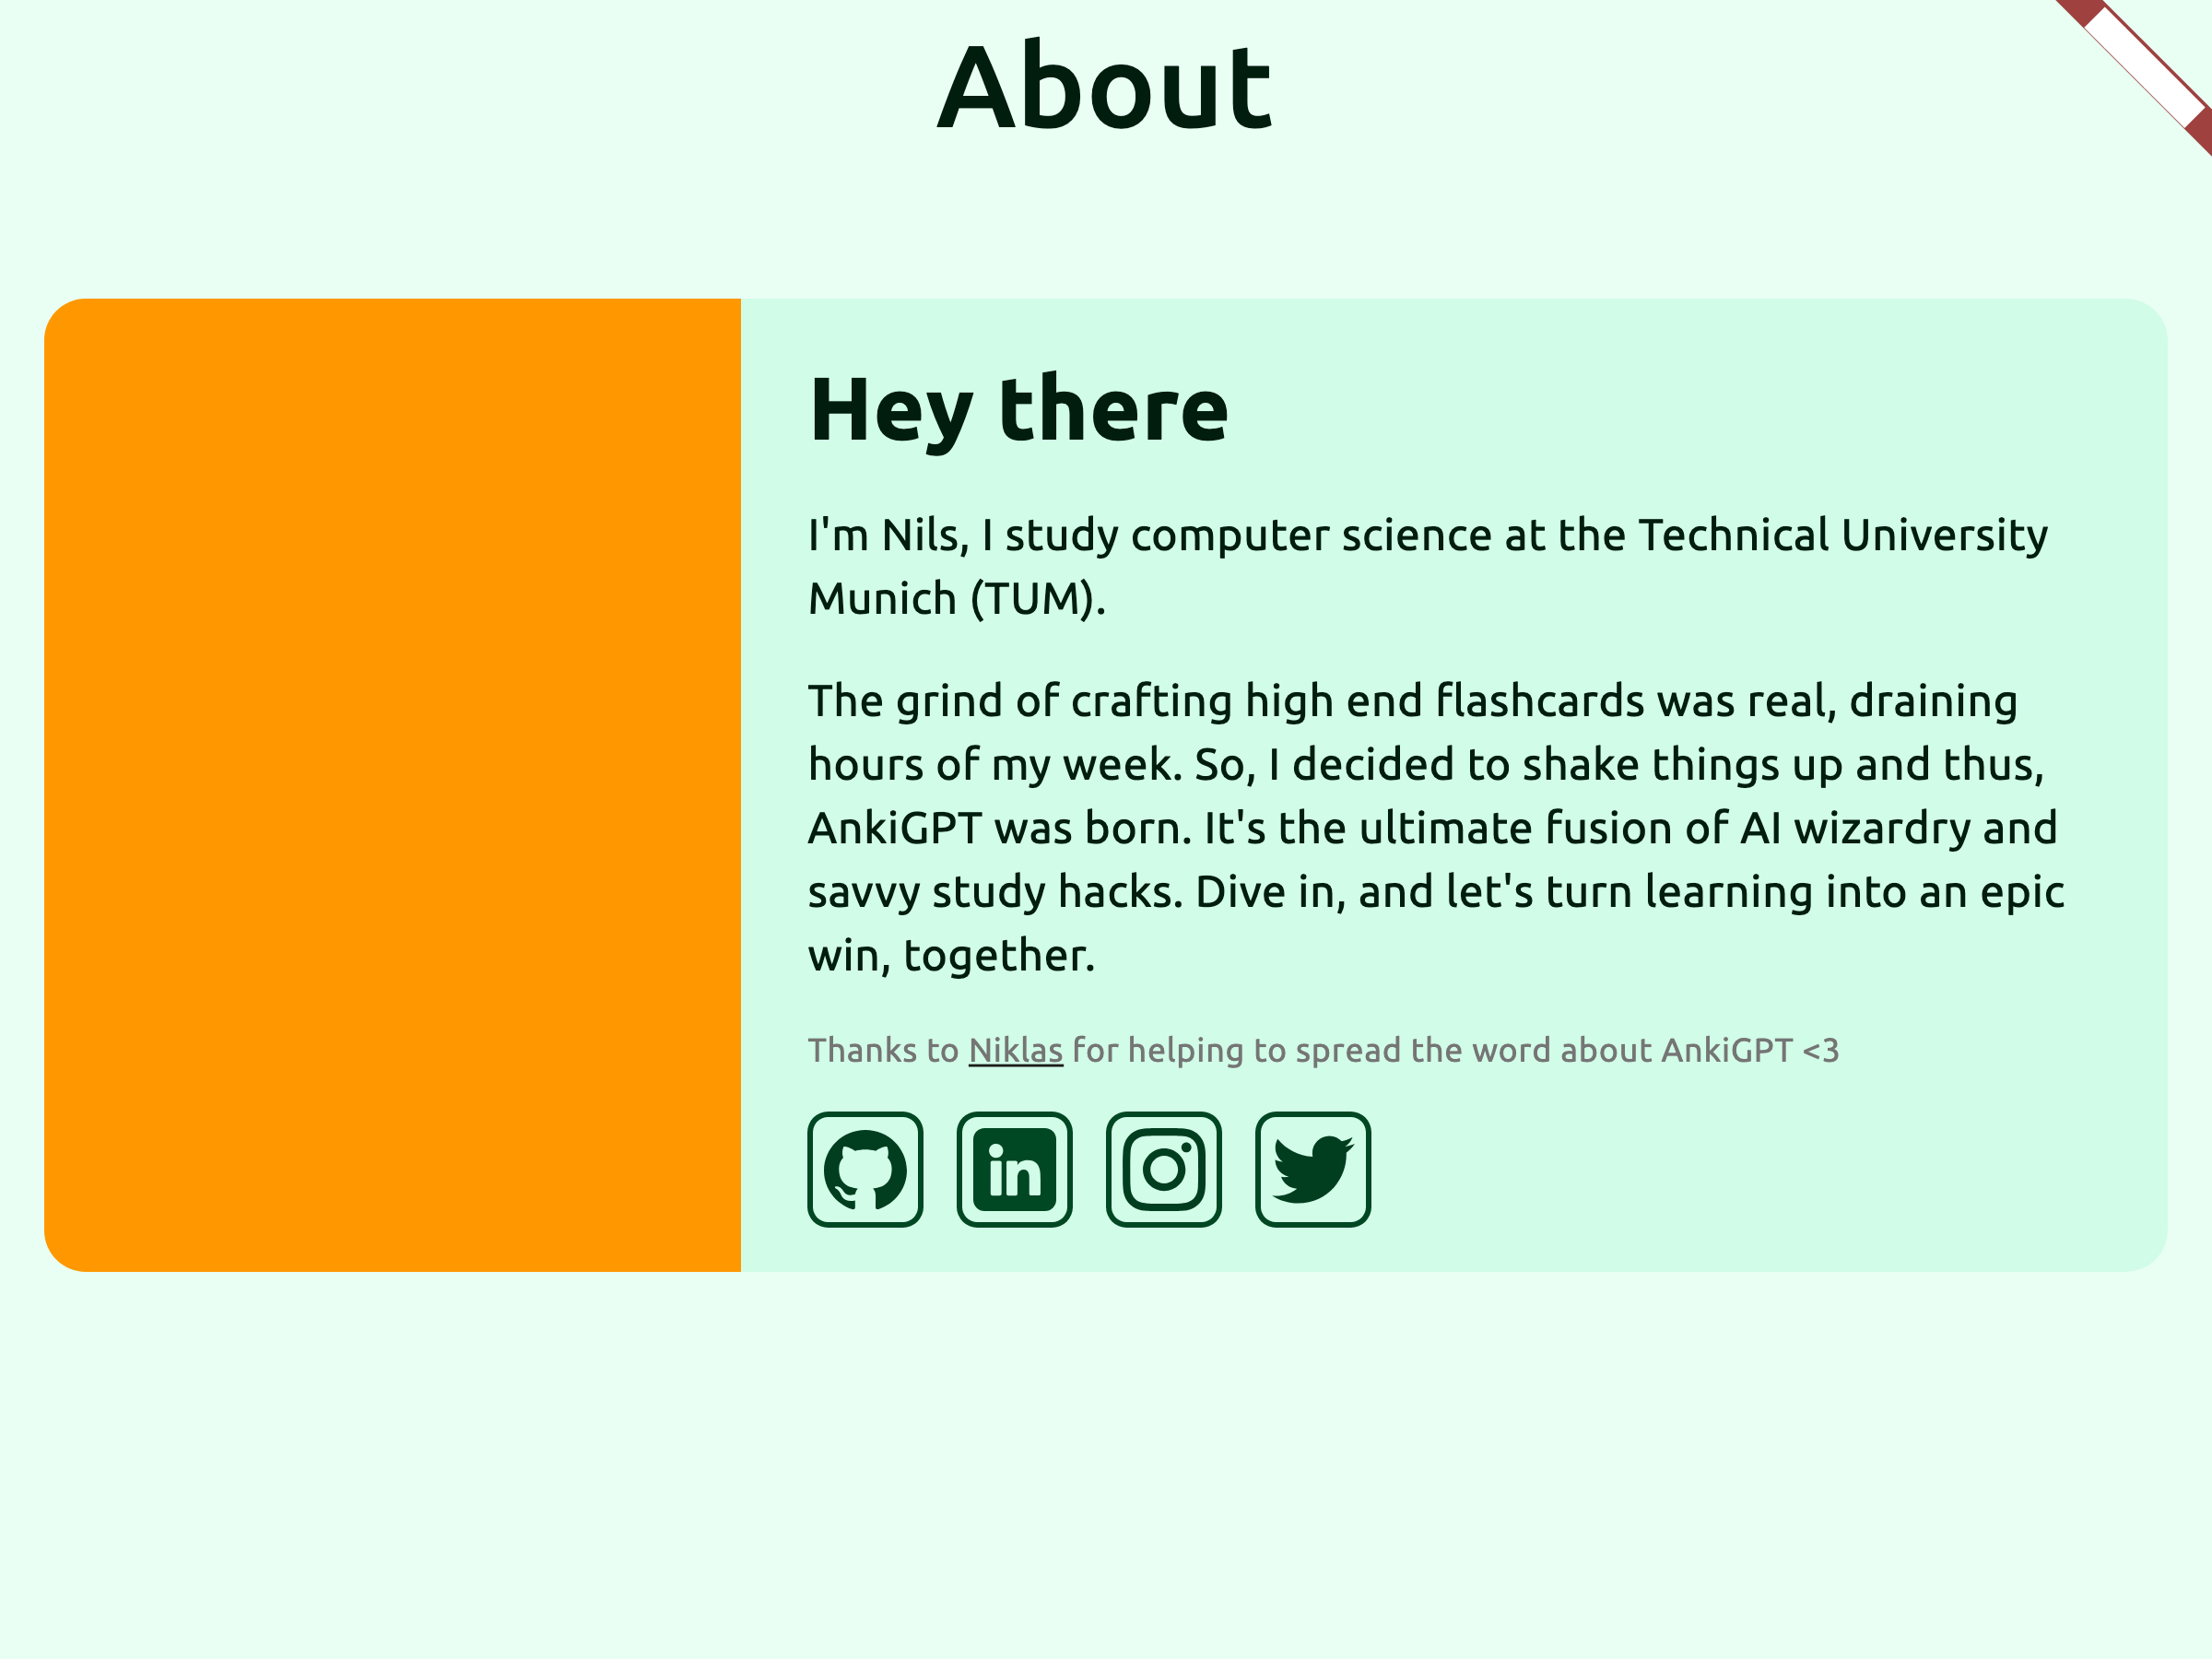 About
Hey there
I'm Nils, I study computer science at the Technical University
Munich (TUM).
The grind of crafting high end flashcards was real, draining
hours of my week. So, I decided to shake things up and thus,
AnkiGPT was born. It's the ultimate fusion of AI wizardry and
savvy study hacks. Dive in, and let's turn learning into an epic
win, together.
Thanks to Niklas for helping to spread the word about AnkiGPT <3
in